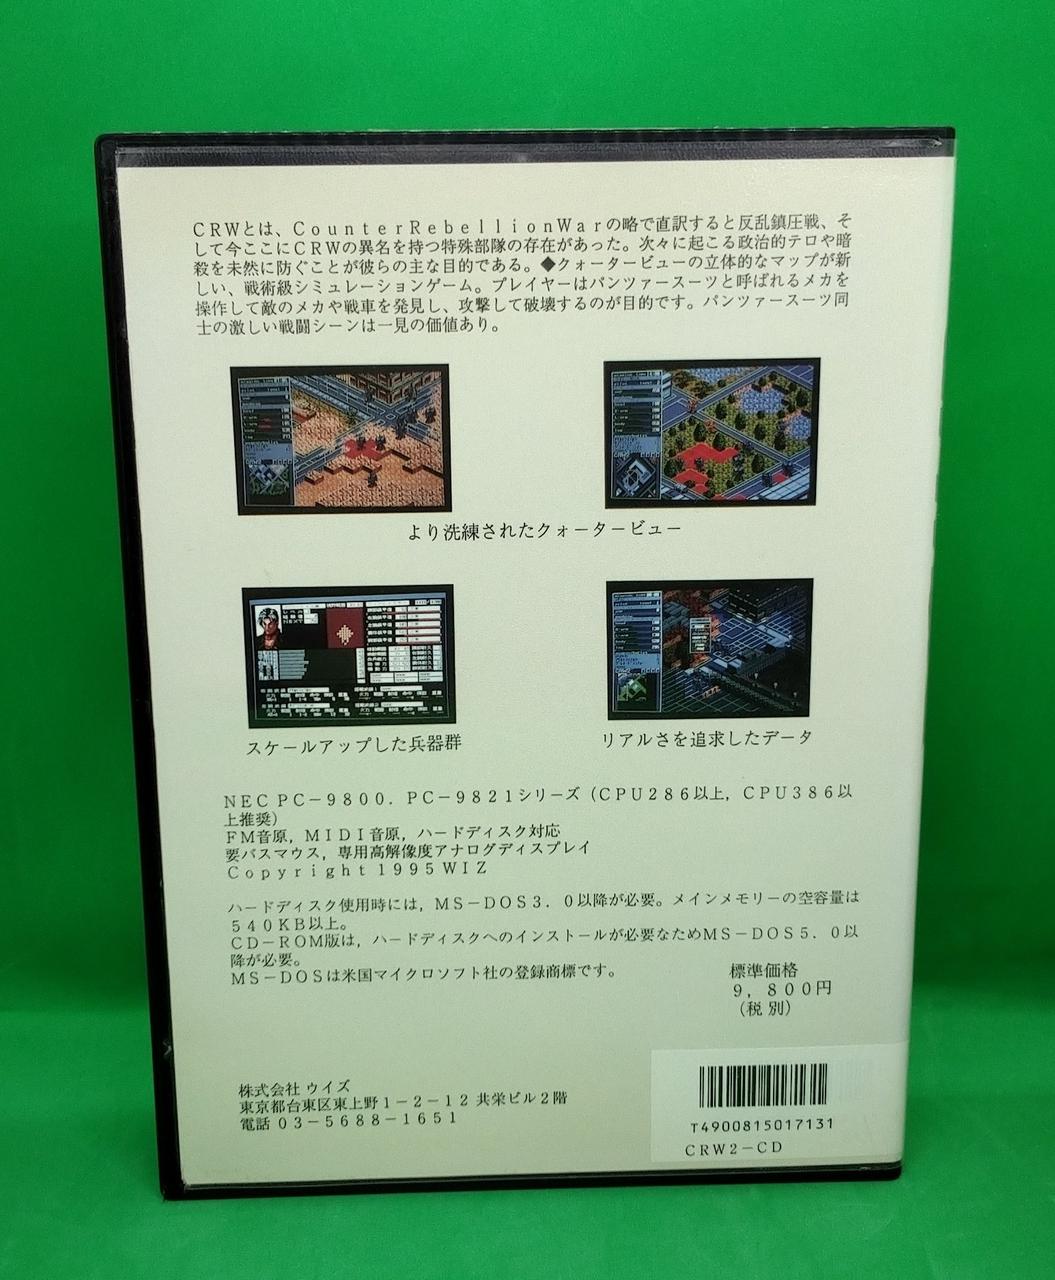 CRWとは、CounterRebellionWarの略で直訳すると反乱鎮圧戦、そ
して今ここにCRWの異名を持つ特殊部隊の存在があった。次々に起こる政治的テロや暗
殺を未然に防ぐことが彼らの主な目的である。◆クォータービューの立体的なマップが新
しい、戦術級シミュレーションゲーム。プレイヤーはパンツァースーツと呼ばれるメカを
操作して敵のメカや戦車を発見し、攻撃して破壊するのが目的です。パンツァースーツ同
士の激しい戦闘シーンは一見の価値あり。
より洗練されたクォータービュー
スケールアップした兵器群
リアルさを追求したデータ
NEC PC−9800．PC−9821シリーズ（CPU286以上，CPU386以
上推奨）
FM音原，MIDI音原，ハードディスク対応
要バスマウス，専用高解像度アナログディスプレイ
Copyright 1995 WIZ
ハードディスク使用時には，MS−DOS3．0以降が必要。メインメモリーの空容量は
540KB以上。
CD−ROM版は，ハードディスクへのインストールが必要なためMS−DOS5．0以
降が必要。
MS−DOSは米国マイクロソフト社の登録商標です。
標準価格
9，800円
（税別）
株式会社 ウイズ
東京都台東区東上野1−2−12 共栄ビル2階
電話 03−5688−1651
T4900815017131
CRW2−CD